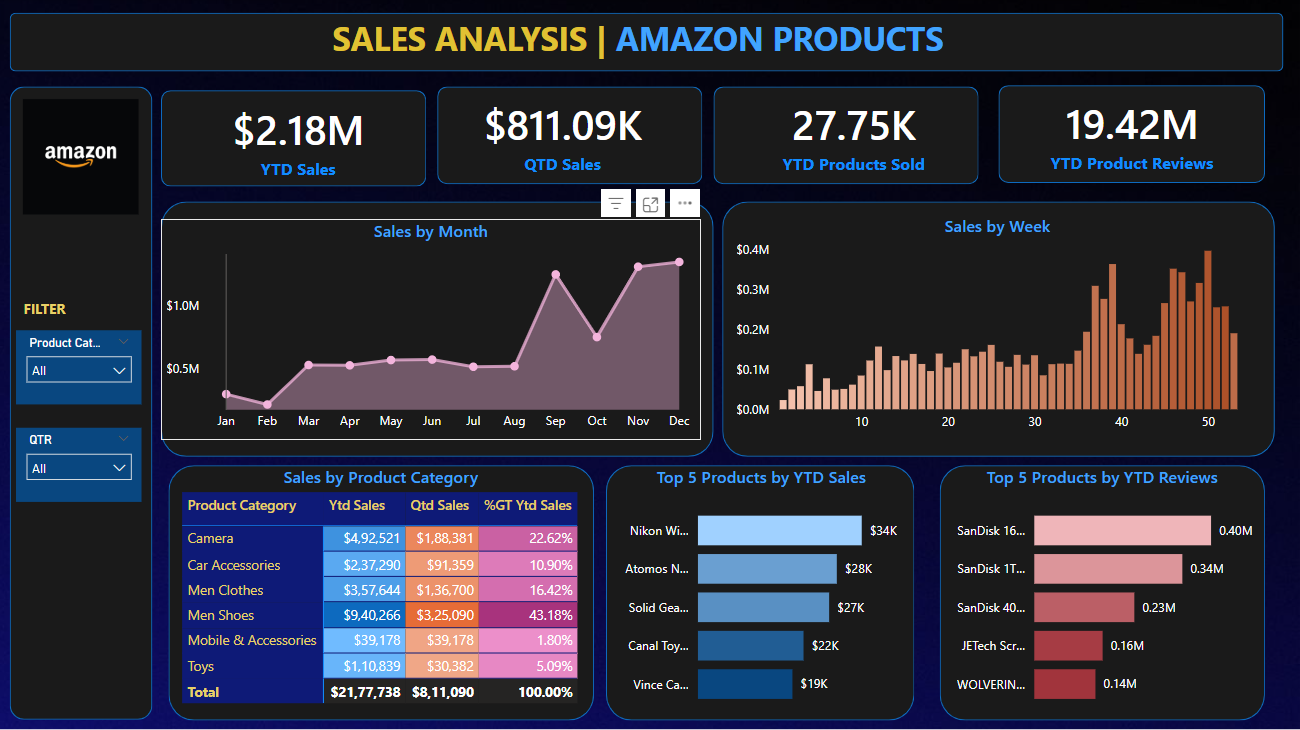 SALES ANALYSIS | AMAZON PRODUCTS
amazon
$2.18M
YTD Sales
$811.09K
QTD Sales
27.75K
YTD Products Sold
19.42M
YTD Product Reviews
FILTER
Product Cat...
All
QTR
All
Sales by Month
$1.0M
$0.5M
Jan Feb Mar Apr May Jun Jul Aug Sep Oct Nov Dec
Sales by Week
$0.4M
$0.3M
$0.2M
$0.1M
$0.0M
10 20 30 40 50
Sales by Product Category
Product Category Ytd Sales Qtd Sales %GT Ytd Sales
Camera $4,92,521 $1,88,381 22.62%
Car Accessories $2,37,290 $91,359 10.90%
Men Clothes $3,57,644 $1,36,700 16.42%
Men Shoes $9,40,266 $3,25,090 43.18%
Mobile & Accessories $39,178 $39,178 1.80%
Toys $1,10,839 $30,382 5.09%
Total $21,77,738 $8,11,090 100.00%
Top 5 Products by YTD Sales
Nikon Wi... $34K
Atomos N... $28K
Solid Gea... $27K
Canal Toy... $22K
Vince Ca... $19K
Top 5 Products by YTD Reviews
SanDisk 16... 0.40M
SanDisk 1T... 0.34M
SanDisk 40... 0.23M
JETech Scr... 0.16M
WOLVERIN... 0.14M